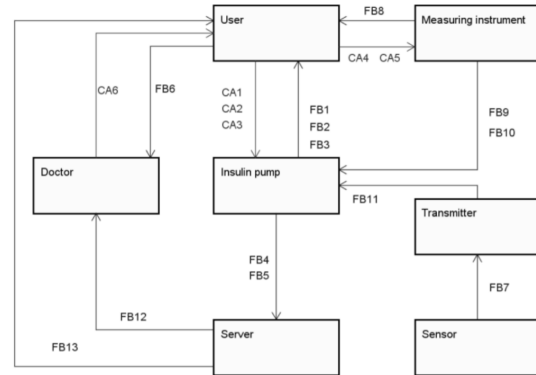 FB8
User
Measuring instrument
CA4 CA5
CA6
FB6
CA1
CA2
CA3
FB1
FB2
FB3
FB9
FB10
Doctor
Insulin pump
FB11
Transmitter
FB4
FB5
FB7
FB12
Server
Sensor
FB13